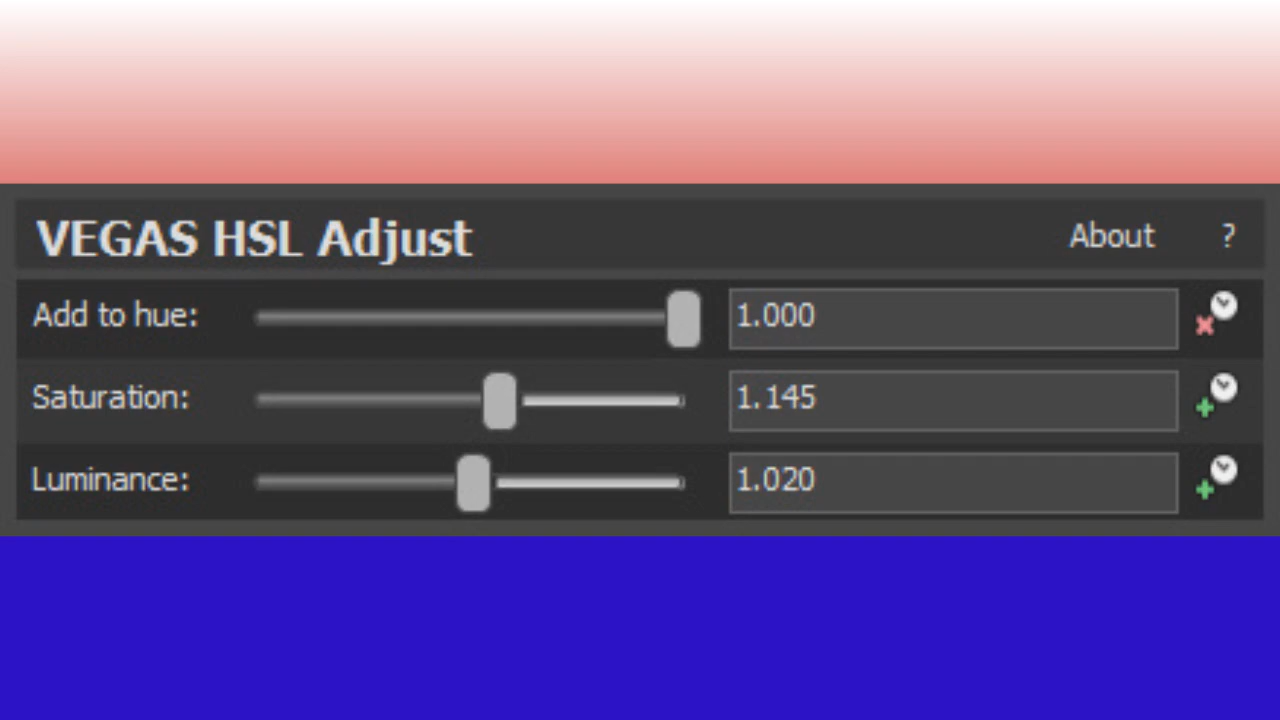 VEGAS HSL Adjust About ?
Add to hue: 1.000
Saturation: 1.145
Luminance: 1.020